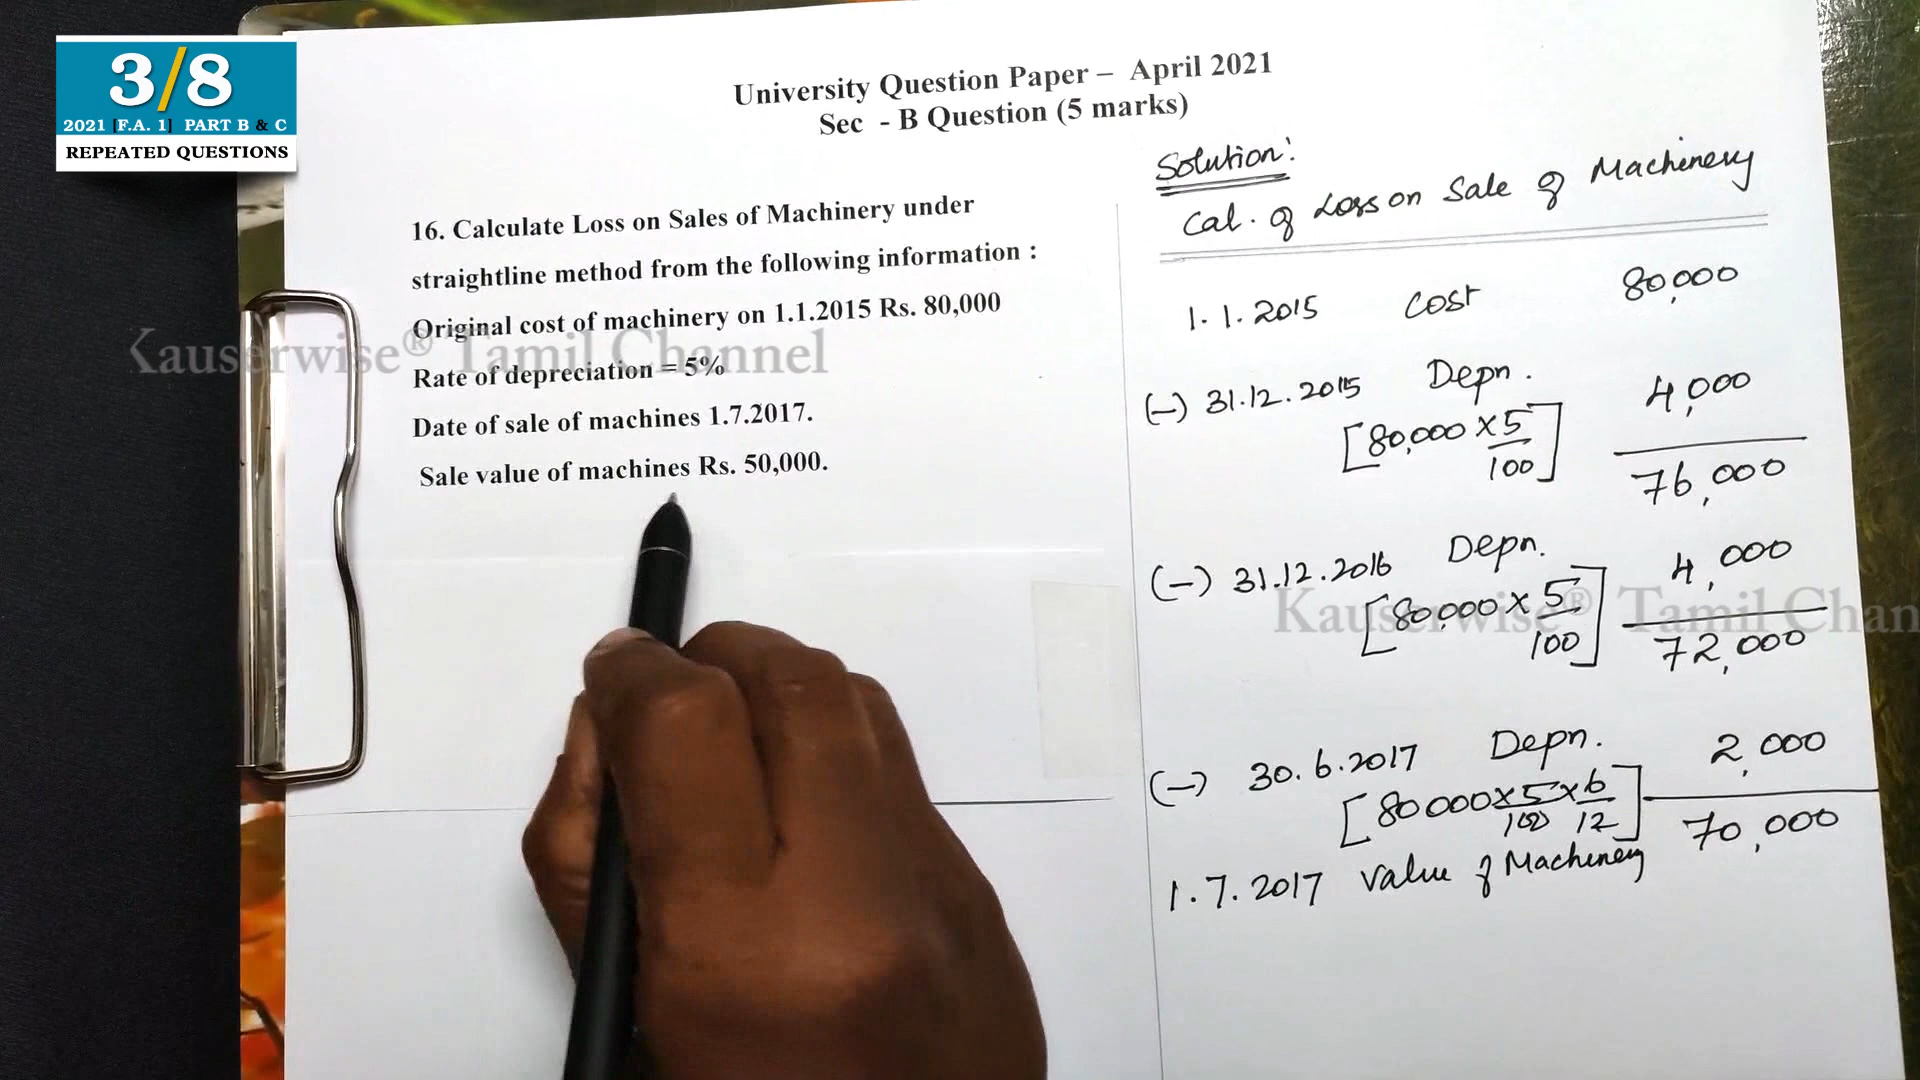 3/8
2021 [F.A. 1] PART B & C
REPEATED QUESTIONS
University Question Paper – April 2021
Sec - B Question (5 marks)
16. Calculate Loss on Sales of Machinery under
straightline method from the following information :
Original cost of machinery on 1.1.2015 Rs. 80,000
Rate of depreciation = 5%
Date of sale of machines 1.7.2017.
Sale value of machines Rs. 50,000.
Kauserwise® Tamil Channel
Solution:
Cal. of Loss on Sale of Machinery
1.1.2015 Cost 80,000
(-) 31.12.2015 Depn. 4,000
[80,000 × 5/100]
76,000
(-) 31.12.2016 Depn. 4,000
[80,000 × 5/100]
72,000
Kauserwise® Tamil Chan
(-) 30.6.2017 Depn. 2,000
[80000 × 5/100 × 6/12]
70,000
1.7.2017 Value of Machinery